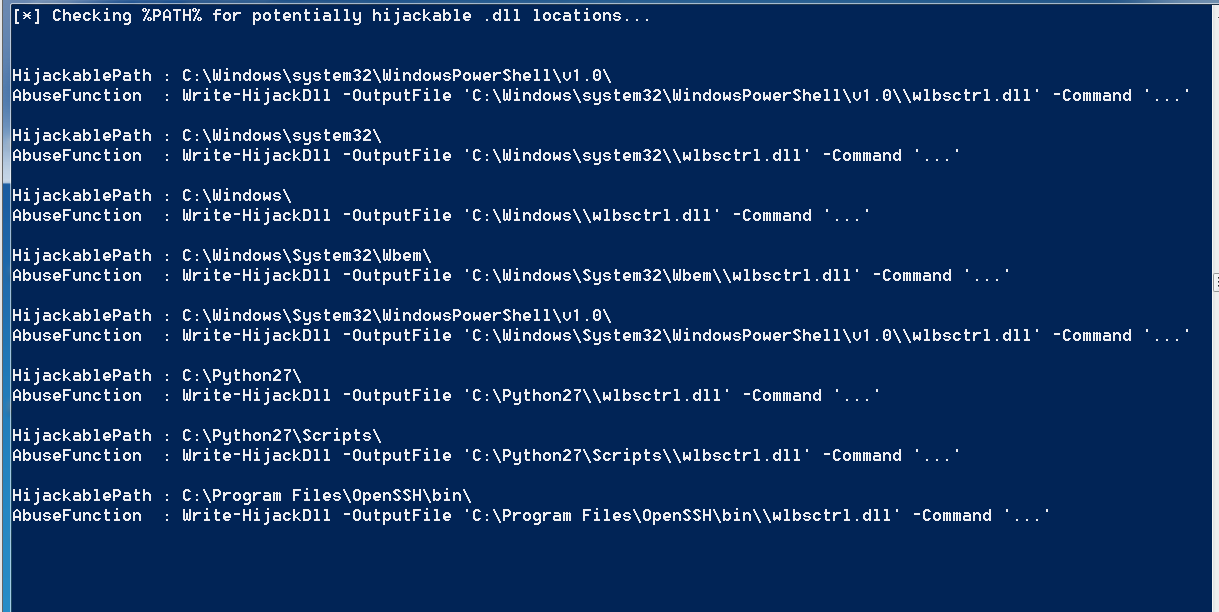 [*] Checking %PATH% for potentially hijackable .dll locations...
HijackablePath : C:\Windows\system32\WindowsPowerShell\v1.0\
AbuseFunction  : Write-HijackDll -OutputFile 'C:\Windows\system32\WindowsPowerShell\v1.0\\wlbsctrl.dll' -Command '...'
HijackablePath : C:\Windows\system32\
AbuseFunction  : Write-HijackDll -OutputFile 'C:\Windows\system32\\wlbsctrl.dll' -Command '...'
HijackablePath : C:\Windows\
AbuseFunction  : Write-HijackDll -OutputFile 'C:\Windows\\wlbsctrl.dll' -Command '...'
HijackablePath : C:\Windows\System32\Wbem\
AbuseFunction  : Write-HijackDll -OutputFile 'C:\Windows\System32\Wbem\\wlbsctrl.dll' -Command '...'
HijackablePath : C:\Windows\System32\WindowsPowerShell\v1.0\
AbuseFunction  : Write-HijackDll -OutputFile 'C:\Windows\System32\WindowsPowerShell\v1.0\\wlbsctrl.dll' -Command '...'
HijackablePath : C:\Python27\
AbuseFunction  : Write-HijackDll -OutputFile 'C:\Python27\\wlbsctrl.dll' -Command '...'
HijackablePath : C:\Python27\Scripts\
AbuseFunction  : Write-HijackDll -OutputFile 'C:\Python27\Scripts\\wlbsctrl.dll' -Command '...'
HijackablePath : C:\Program Files\OpenSSH\bin\
AbuseFunction  : Write-HijackDll -OutputFile 'C:\Program Files\OpenSSH\bin\\wlbsctrl.dll' -Command '...'